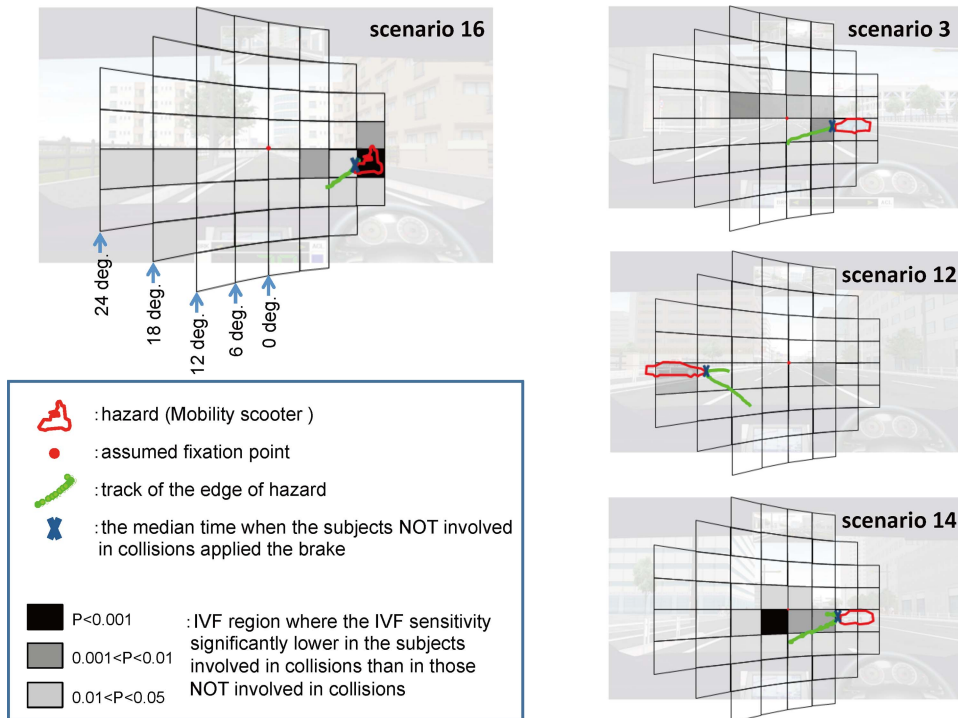 scenario 16
24 deg.
18 deg.
12 deg.
6 deg.
0 deg.
: hazard (Mobility scooter )
: assumed fixation point
: track of the edge of hazard
: the median time when the subjects NOT involved
in collisions applied the brake
P<0.001
0.001<P<0.01
0.01<P<0.05
: IVF region where the IVF sensitivity
significantly lower in the subjects
involved in collisions than in those
NOT involved in collisions
scenario 3
scenario 12
scenario 14